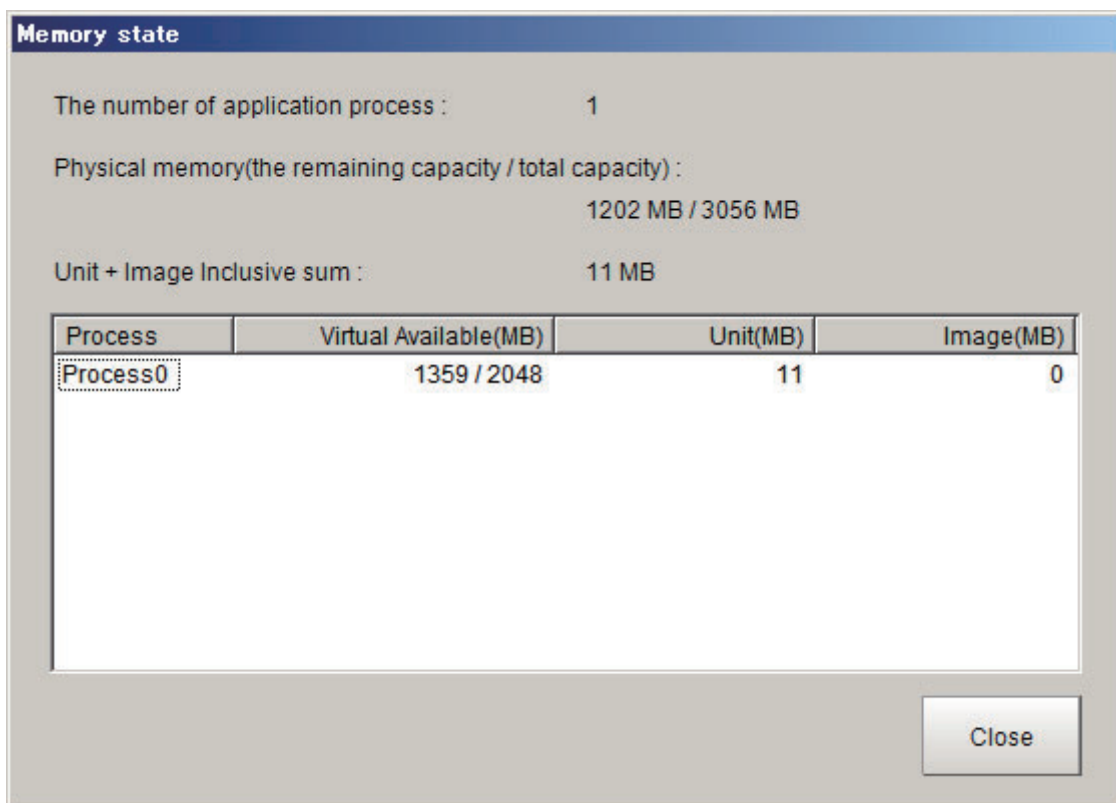 Memory state
The number of application process : 1
Physical memory(the remaining capacity / total capacity) :
1202 MB / 3056 MB
Unit + Image Inclusive sum : 11 MB
Process Virtual Available(MB) Unit(MB) Image(MB)
Process0 1359 / 2048 11 0
Close